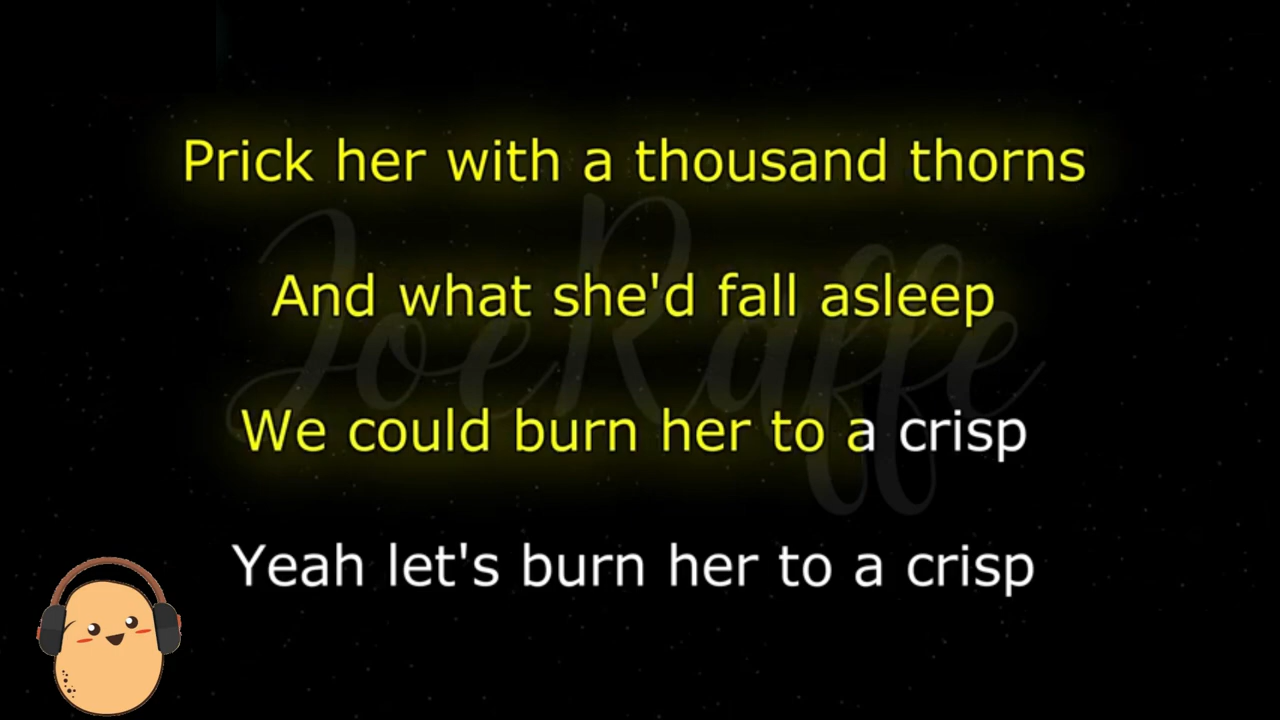 Prick her with a thousand thorns
And what she'd fall asleep
We could burn her to a crisp
Yeah let's burn her to a crisp
JoeRaffe